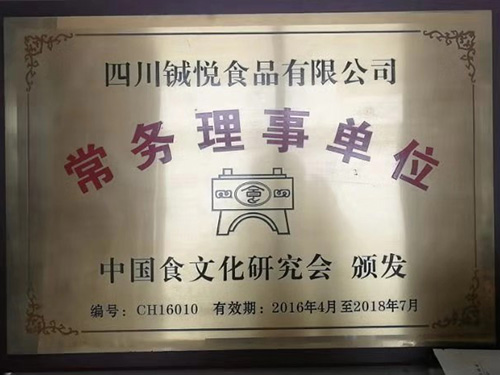 四川铖悦食品有限公司
常务理事单位
食
中国食文化研究会 颁发
编号：CH16010 有效期：2016年4月至2018年7月